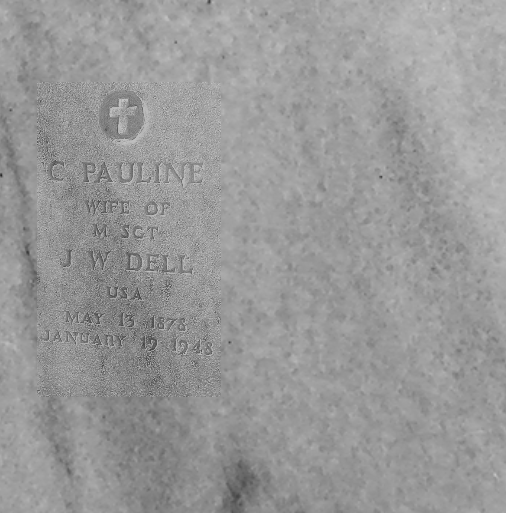 C PAULINE
WIFE OF
M SGT
J W DELL
USA
MAY 13 1878
JANUARY 19 1948